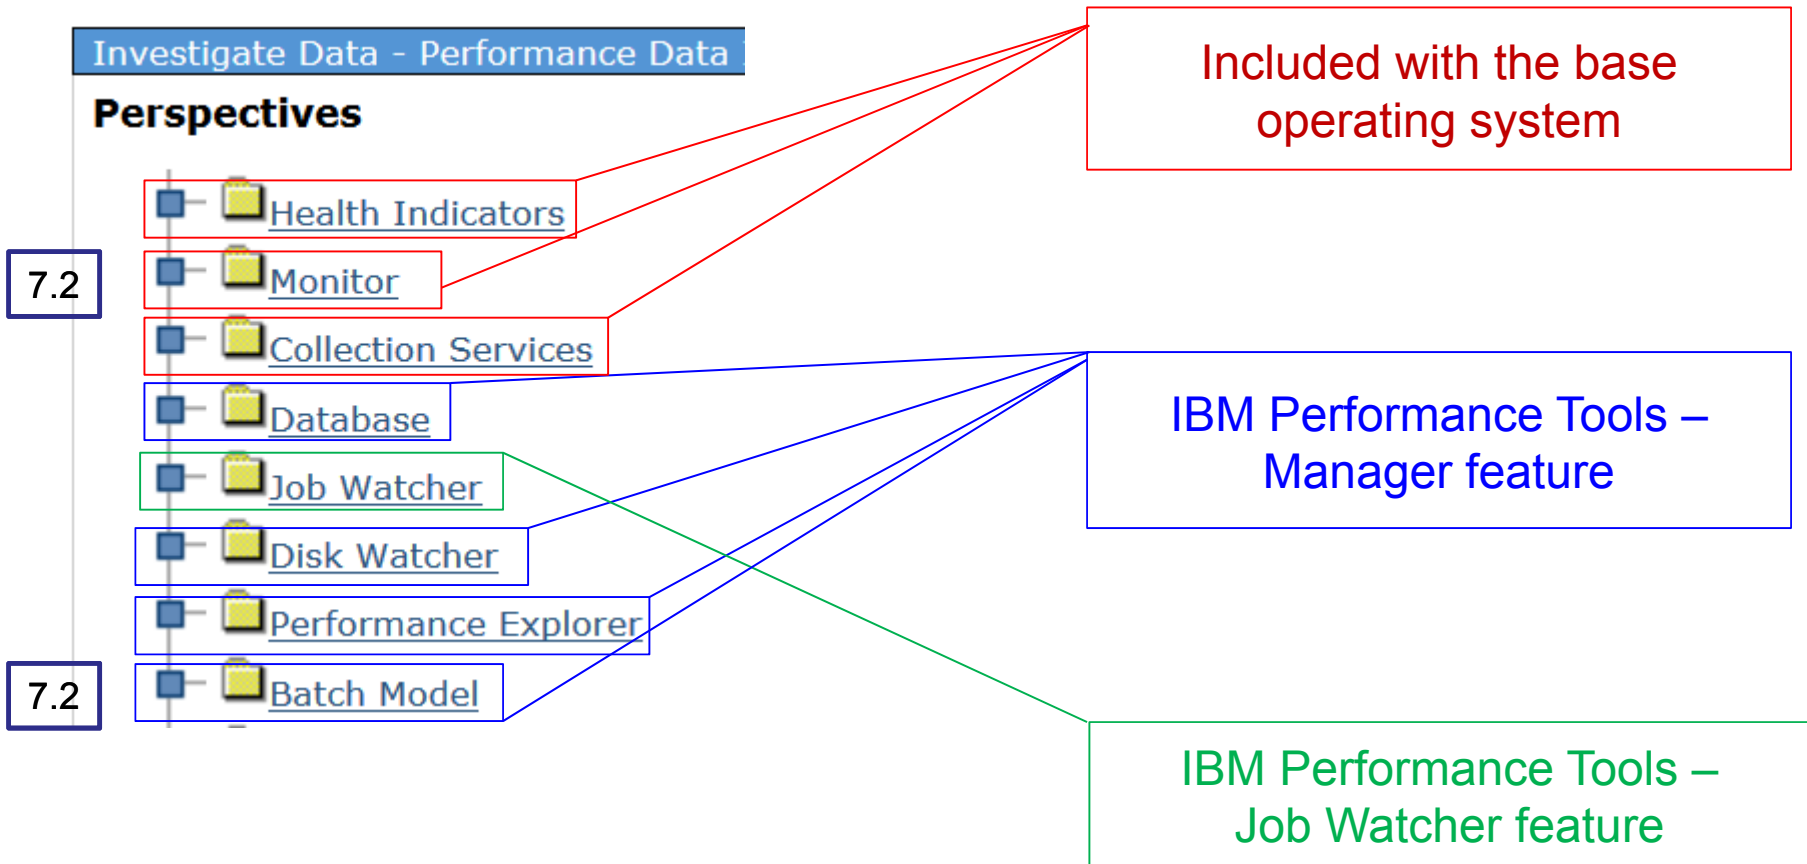 Investigate Data - Performance Data
Perspectives
Health Indicators
7.2
Monitor
Collection Services
Database
Job Watcher
Disk Watcher
Performance Explorer
7.2
Batch Model
Included with the base
operating system
IBM Performance Tools –
Manager feature
IBM Performance Tools –
Job Watcher feature